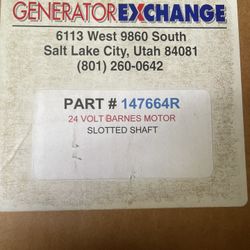 GENERATOR EXCHANGE
6113 West 9860 South
Salt Lake City, Utah 84081
(801) 260-0642
PART # 147664R
24 VOLT BARNES MOTOR
SLOTTED SHAFT